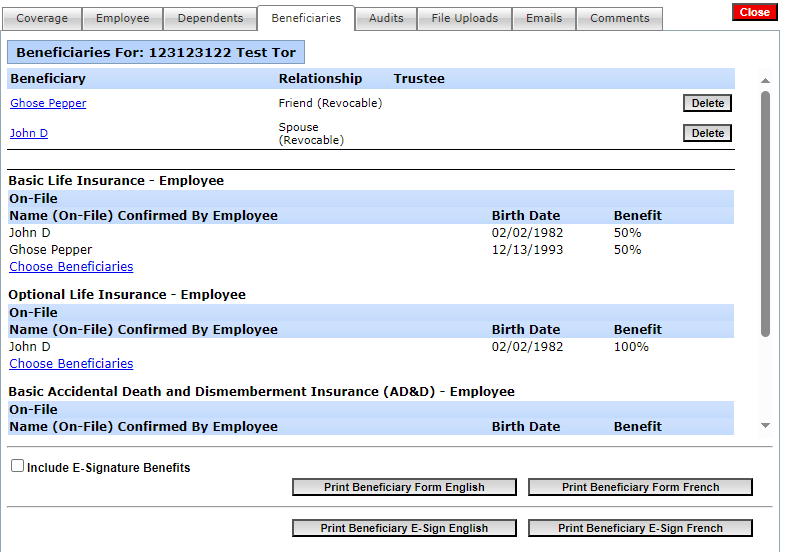 Coverage Employee Dependents Beneficiaries Audits File Uploads Emails Comments Close
Beneficiaries For: 123123122 Test Tor
Beneficiary Relationship Trustee
Ghose Pepper Friend (Revocable) Delete
John D Spouse (Revocable) Delete
Basic Life Insurance - Employee
On-File
Name (On-File) Confirmed By Employee Birth Date Benefit
John D 02/02/1982 50%
Ghose Pepper 12/13/1993 50%
Choose Beneficiaries
Optional Life Insurance - Employee
On-File
Name (On-File) Confirmed By Employee Birth Date Benefit
John D 02/02/1982 100%
Choose Beneficiaries
Basic Accidental Death and Dismemberment Insurance (AD&D) - Employee
On-File
Name (On-File) Confirmed By Employee Birth Date Benefit
Include E-Signature Benefits
Print Beneficiary Form English Print Beneficiary Form French
Print Beneficiary E-Sign English Print Beneficiary E-Sign French